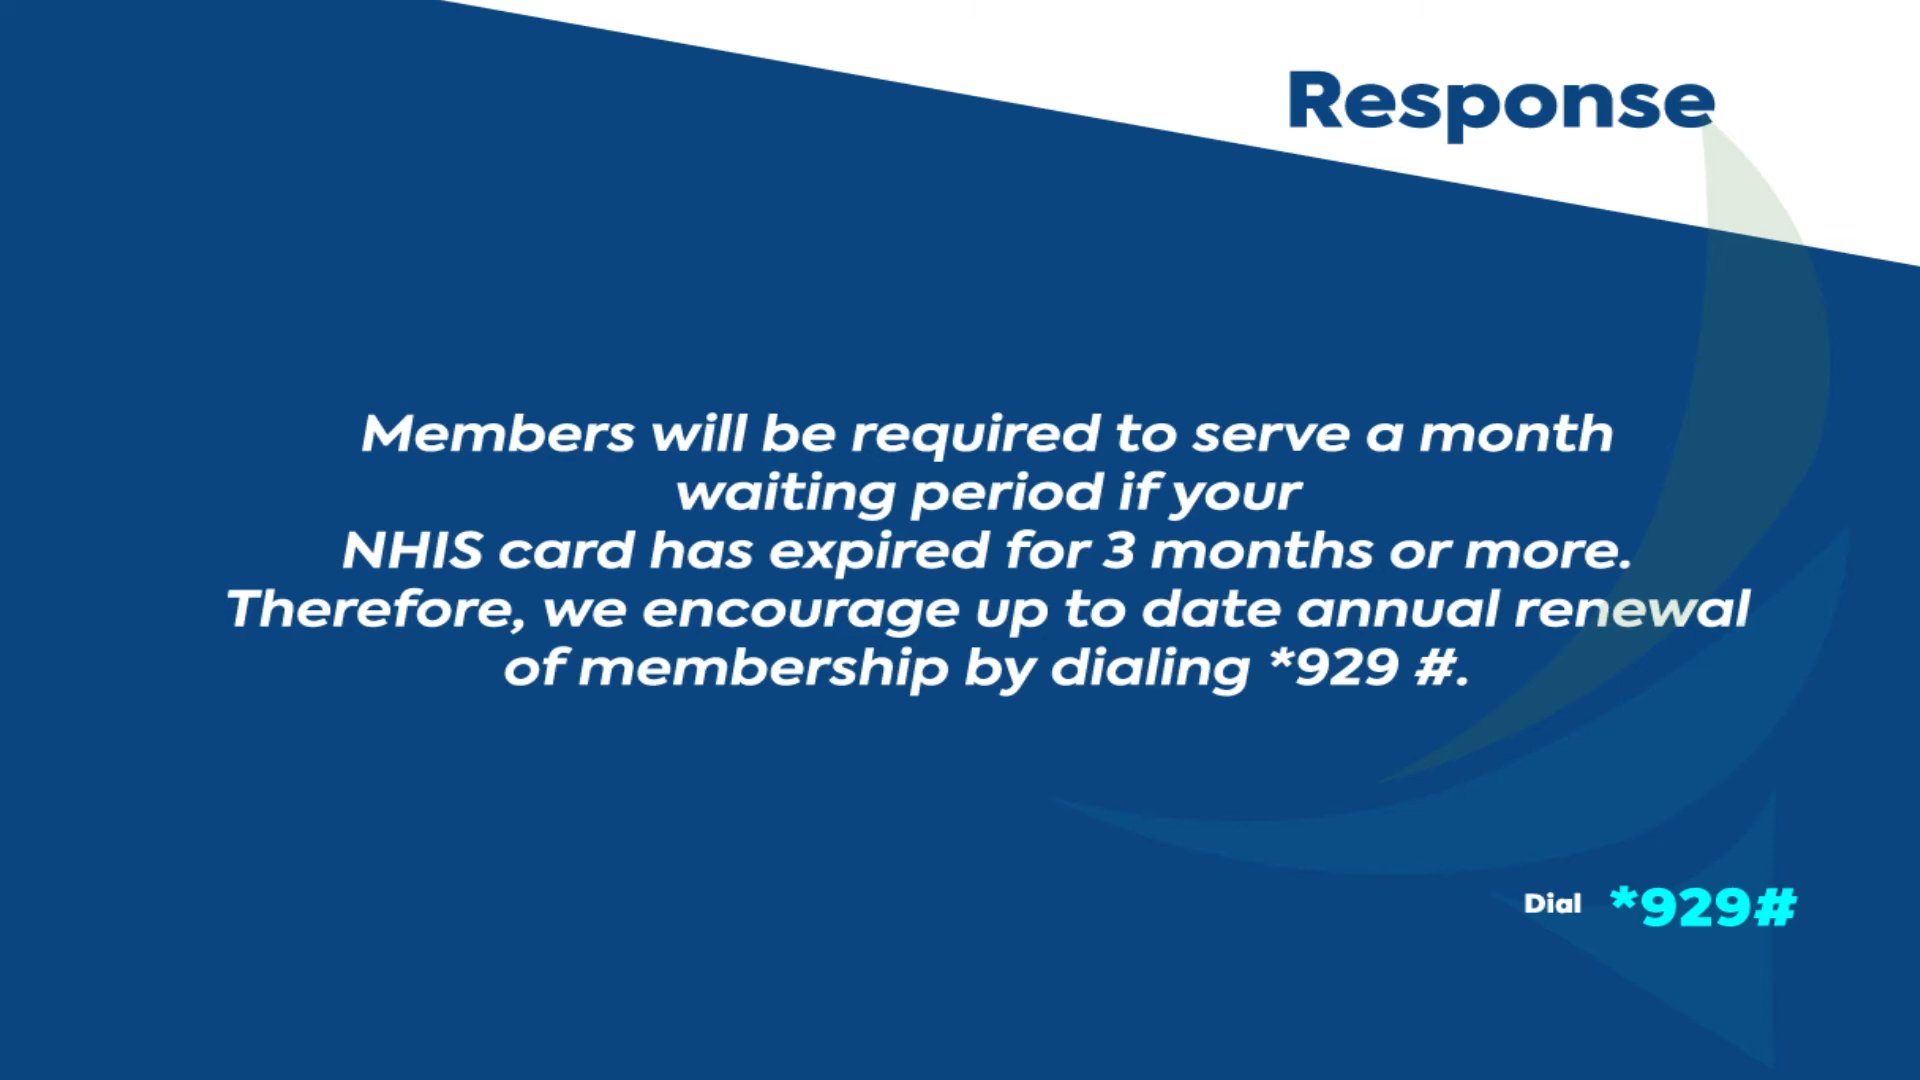 Response
Members will be required to serve a month
waiting period if your
NHIS card has expired for 3 months or more.
Therefore, we encourage up to date annual renewal
of membership by dialing *929 #.
Dial *929#